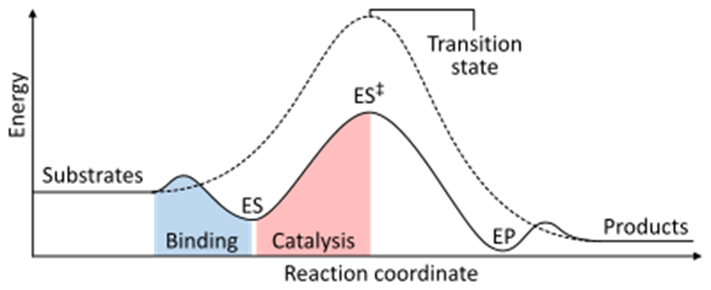 Transition
state
ES‡
Energy
Substrates
ES
Binding
Catalysis
EP
Products
Reaction coordinate